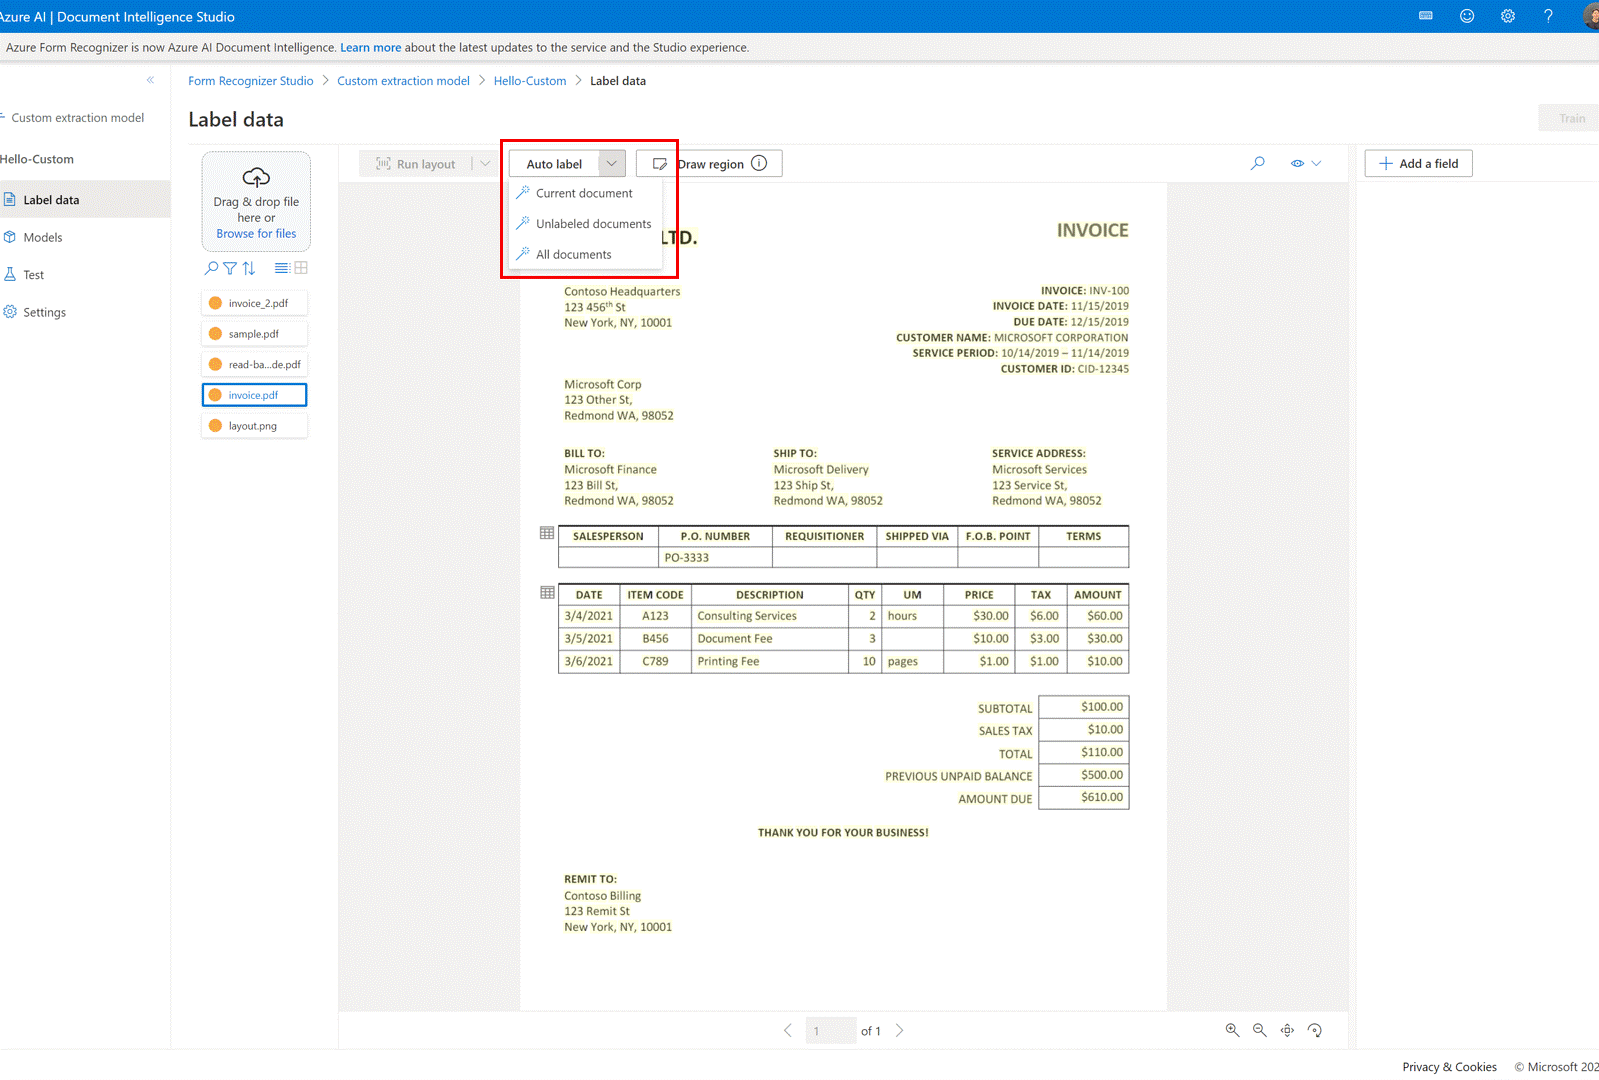 Azure AI | Document Intelligence Studio
Azure Form Recognizer is now Azure AI Document Intelligence. Learn more about the latest updates to the service and the Studio experience.
Form Recognizer Studio > Custom extraction model > Hello-Custom > Label data
Custom extraction model
Hello-Custom
Label data
Models
Test
Settings
Label data
Train
Drag & drop file
here or
Browse for files
invoice_2.pdf
sample.pdf
read-ba...de.pdf
invoice.pdf
layout.png
Run layout
Auto label
Draw region
Current document
Unlabeled documents
All documents
Add a field
LTD.
INVOICE
Contoso Headquarters
123 456th St
New York, NY, 10001
INVOICE: INV-100
INVOICE DATE: 11/15/2019
DUE DATE: 12/15/2019
CUSTOMER NAME: MICROSOFT CORPORATION
SERVICE PERIOD: 10/14/2019 – 11/14/2019
CUSTOMER ID: CID-12345
Microsoft Corp
123 Other St,
Redmond WA, 98052
BILL TO:
Microsoft Finance
123 Bill St,
Redmond WA, 98052
SHIP TO:
Microsoft Delivery
123 Ship St,
Redmond WA, 98052
SERVICE ADDRESS:
Microsoft Services
123 Service St,
Redmond WA, 98052
SALESPERSON P.O. NUMBER REQUISITIONER SHIPPED VIA F.O.B. POINT TERMS
PO-3333
DATE ITEM CODE DESCRIPTION QTY UM PRICE TAX AMOUNT
3/4/2021 A123 Consulting Services 2 hours $30.00 $6.00 $60.00
3/5/2021 B456 Document Fee 3 $10.00 $3.00 $30.00
3/6/2021 C789 Printing Fee 10 pages $1.00 $1.00 $10.00
SUBTOTAL $100.00
SALES TAX $10.00
TOTAL $110.00
PREVIOUS UNPAID BALANCE $500.00
AMOUNT DUE $610.00
THANK YOU FOR YOUR BUSINESS!
REMIT TO:
Contoso Billing
123 Remit St
New York, NY, 10001
1 of 1
Privacy & Cookies © Microsoft 202